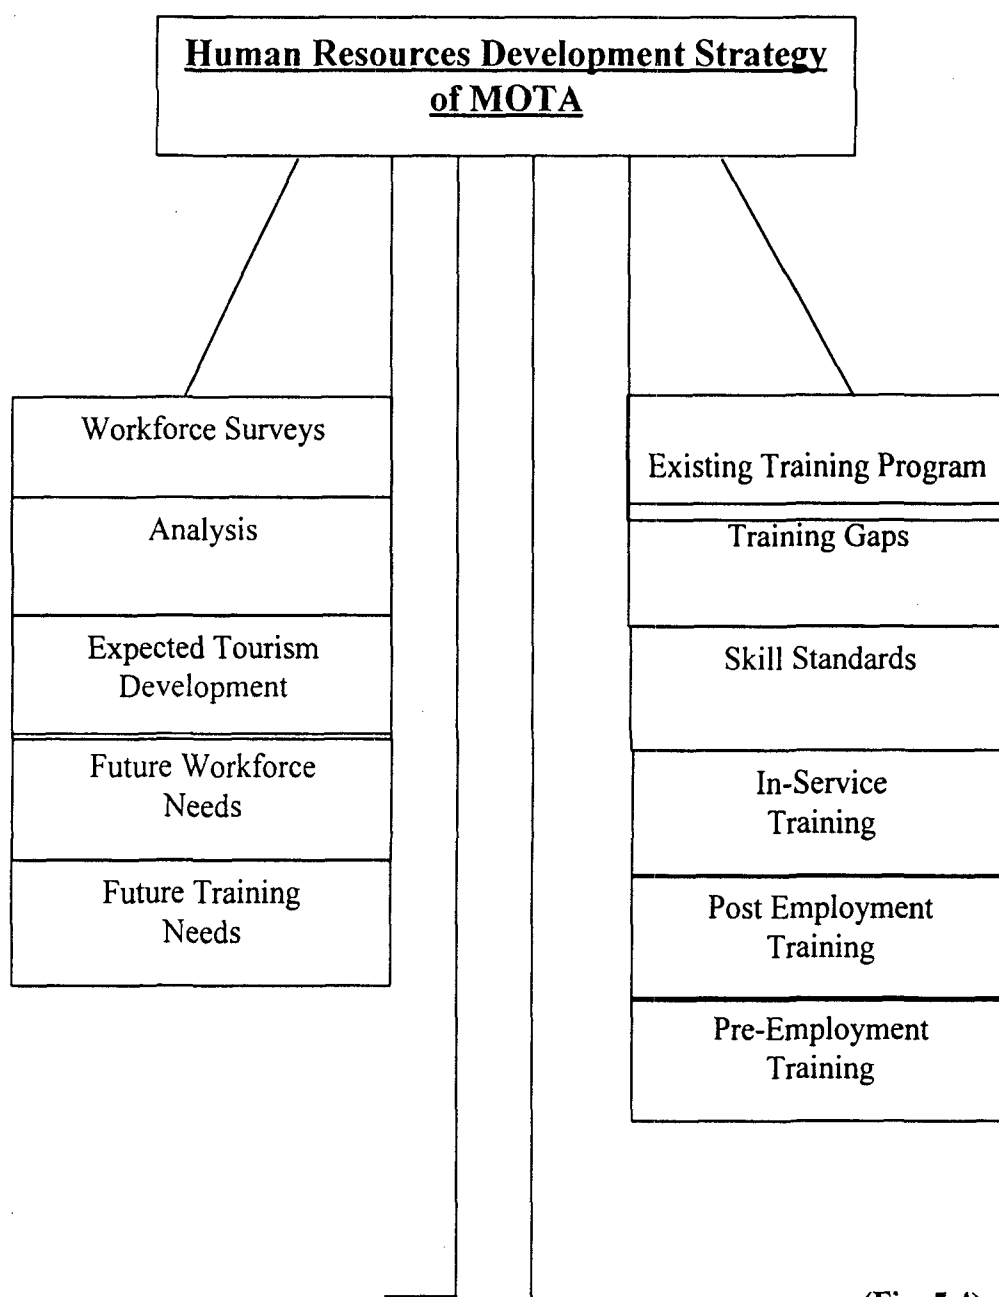 Human Resources Development Strategy
of MOTA
Workforce Surveys
Analysis
Expected Tourism
Development
Future Workforce
Needs
Future Training
Needs
Existing Training Program
Training Gaps
Skill Standards
In-Service
Training
Post Employment
Training
Pre-Employment
Training